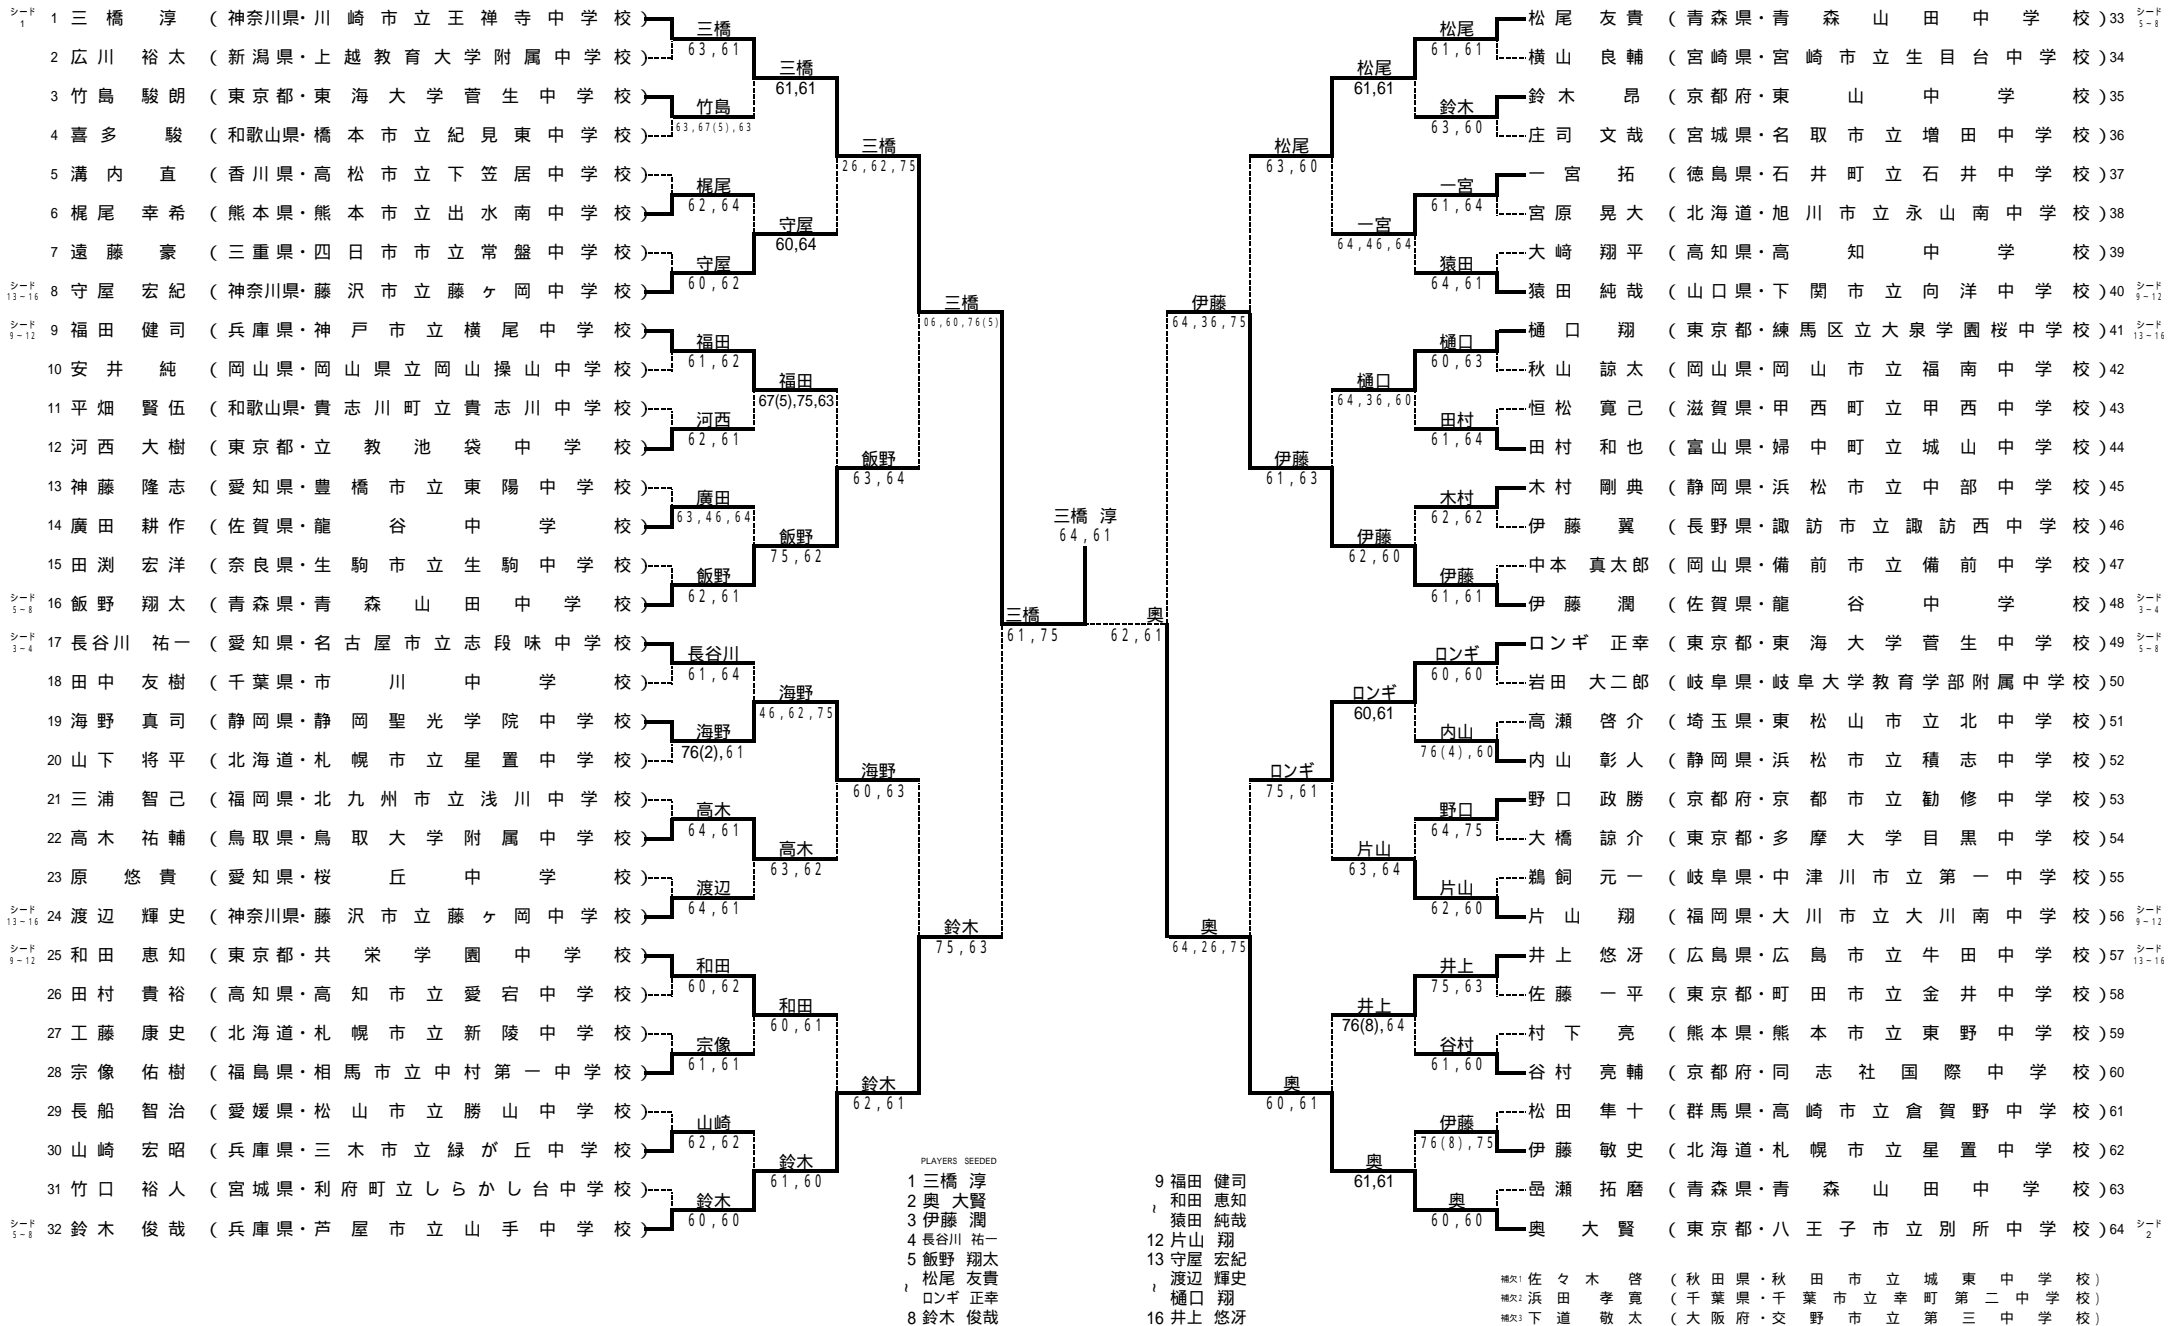 シード1 1 三橋 淳 (神奈川県・川崎市立王禅寺中学校)
2 広川 裕太 (新潟県・上越教育大学附属中学校)
3 竹島 駿朗 (東京都・東海大学菅生中学校)
4 喜多 駿 (和歌山県・橋本市立紀見東中学校)
5 溝内 直 (香川県・高松市立下笠居中学校)
6 梶尾 幸希 (熊本県・熊本市立出水南中学校)
7 遠藤 豪 (三重県・四日市市立常盤中学校)
シード13-16 8 守屋 宏紀 (神奈川県・藤沢市立藤ヶ岡中学校)
シード9-12 9 福田 健司 (兵庫県・神戸市立横尾中学校)
10 安井 純 (岡山県・岡山県立岡山操山中学校)
11 平畑 賢伍 (和歌山県・貴志川町立貴志川中学校)
12 河西 大樹 (東京都・立教池袋中学校)
13 神藤 隆志 (愛知県・豊橋市立東陽中学校)
14 廣田 耕作 (佐賀県・龍谷中学校)
15 田渕 宏洋 (奈良県・生駒市立生駒中学校)
シード5-8 16 飯野 翔太 (青森県・青森山田中学校)
シード3-4 17 長谷川 祐一 (愛知県・名古屋市立志段味中学校)
18 田中 友樹 (千葉県・市川中学校)
19 海野 真司 (静岡県・静岡聖光学院中学校)
20 山下 将平 (北海道・札幌市立星置中学校)
21 三浦 智己 (福岡県・北九州市立浅川中学校)
22 高木 祐輔 (鳥取県・鳥取大学附属中学校)
23 原 悠貴 (愛知県・桜丘中学校)
シード13-16 24 渡辺 輝史 (神奈川県・藤沢市立藤ヶ岡中学校)
シード9-12 25 和田 恵知 (東京都・共栄学園中学校)
26 田村 貴裕 (高知県・高知市立愛宕中学校)
27 工藤 康史 (北海道・札幌市立新陵中学校)
28 宗像 佑樹 (福島県・相馬市立中村第一中学校)
29 長船 智治 (愛媛県・松山市立勝山中学校)
30 山崎 宏昭 (兵庫県・三木市立緑が丘中学校)
31 竹口 裕人 (宮城県・利府町立しらかし台中学校)
シード5-8 32 鈴木 俊哉 (兵庫県・芦屋市立山手中学校)
三橋
63,61
竹島
63,67(5),63
梶尾
62,64
守屋
60,62
福田
61,62
河西
62,61
廣田
63,46,64
飯野
62,61
長谷川
61,64
海野
76(2),61
高木
64,61
渡辺
64,61
和田
60,62
宗像
61,61
山崎
62,62
鈴木
60,60
三橋
61,61
守屋
60,64
福田
67(5),75,63
飯野
75,62
海野
46,62,75
高木
63,62
和田
60,61
鈴木
61,60
三橋
26,62,75
飯野
63,64
海野
60,63
鈴木
62,61
三橋
06,60,76(5)
鈴木
75,63
三橋
61,75
三橋 淳
64,61
奥
62,61
伊藤
64,36,75
奥
64,26,75
松尾
63,60
伊藤
61,63
ロンギ
75,61
奥
60,61
松尾
61,61
一宮
64,46,64
樋口
64,36,60
伊藤
62,60
ロンギ
60,61
片山
63,64
井上
76(8),64
奥
61,61
松尾
61,61
鈴木
63,60
一宮
61,64
猿田
64,61
樋口
60,63
田村
61,64
木村
62,62
伊藤
61,61
ロンギ
60,60
内山
76(4),60
野口
64,75
片山
62,60
井上
75,63
谷村
61,60
伊藤
76(8),75
奥
60,60
松尾 友貴 (青森県・青森山田中学校)33 シード5-8
横山 良輔 (宮崎県・宮崎市立生目台中学校)34
鈴木 昂 (京都府・東山中学校)35
庄司 文哉 (宮城県・名取市立増田中学校)36
一宮 拓 (徳島県・石井町立石井中学校)37
宮原 晃大 (北海道・旭川市立永山南中学校)38
大﨑 翔平 (高知県・高知中学校)39
猿田 純哉 (山口県・下関市立向洋中学校)40 シード9-12
樋口 翔 (東京都・練馬区立大泉学園桜中学校)41 シード13-16
秋山 諒太 (岡山県・岡山市立福南中学校)42
恒松 寛己 (滋賀県・甲西町立甲西中学校)43
田村 和也 (富山県・婦中町立城山中学校)44
木村 剛典 (静岡県・浜松市立中部中学校)45
伊藤 翼 (長野県・諏訪市立諏訪西中学校)46
中本 真太郎 (岡山県・備前市立備前中学校)47
伊藤 潤 (佐賀県・龍谷中学校)48 シード3-4
ロンギ 正幸 (東京都・東海大学菅生中学校)49 シード5-8
岩田 大二郎 (岐阜県・岐阜大学教育学部附属中学校)50
高瀬 啓介 (埼玉県・東松山市立北中学校)51
内山 彰人 (静岡県・浜松市立積志中学校)52
野口 政勝 (京都府・京都市立勧修中学校)53
大橋 諒介 (東京都・多摩大学目黒中学校)54
鵜飼 元一 (岐阜県・中津川市立第一中学校)55
片山 翔 (福岡県・大川市立大川南中学校)56 シード9-12
井上 悠冴 (広島県・広島市立牛田中学校)57 シード13-16
佐藤 一平 (東京都・町田市立金井中学校)58
村下 亮 (熊本県・熊本市立東野中学校)59
谷村 亮輔 (京都府・同志社国際中学校)60
松田 隼十 (群馬県・高崎市立倉賀野中学校)61
伊藤 敏史 (北海道・札幌市立星置中学校)62
嵒瀬 拓磨 (青森県・青森山田中学校)63
奥 大賢 (東京都・八王子市立別所中学校)64 シード2
PLAYERS SEEDED
1 三橋 淳
2 奥 大賢
3 伊藤 潤
4 長谷川 祐一
5 飯野 翔太
松尾 友貴
~
ロンギ 正幸
8 鈴木 俊哉
9 福田 健司
和田 恵知
~
猿田 純哉
12 片山 翔
13 守屋 宏紀
渡辺 輝史
~
樋口 翔
16 井上 悠冴
補欠1 佐々木 啓 (秋田県・秋田市立城東中学校)
補欠2 浜田 孝寛 (千葉県・千葉市立幸町第二中学校)
補欠3 下道 敬太 (大阪府・交野市立第三中学校)